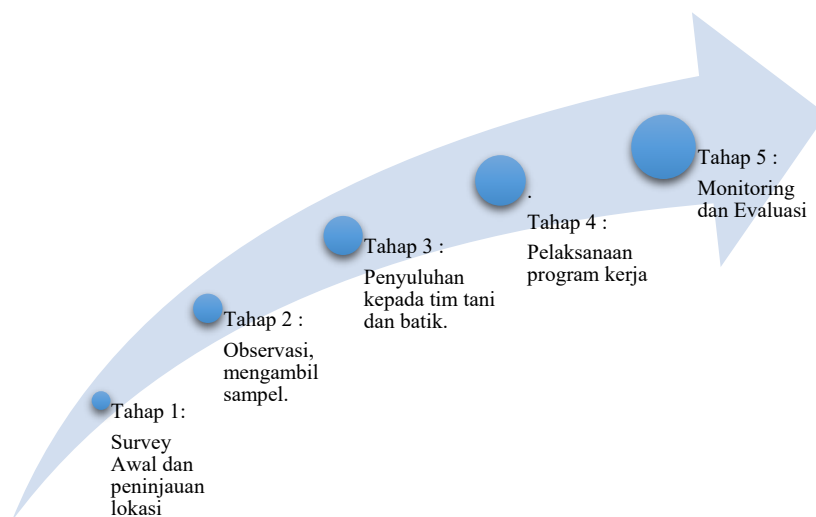 Tahap 1:
Survey
Awal dan
peninjauan
lokasi
Tahap 2 :
Observasi,
mengambil
sampel.
Tahap 3 :
Penyuluhan
kepada tim tani
dan batik.
.
Tahap 4 :
Pelaksanaan
program kerja
Tahap 5 :
Monitoring
dan Evaluasi